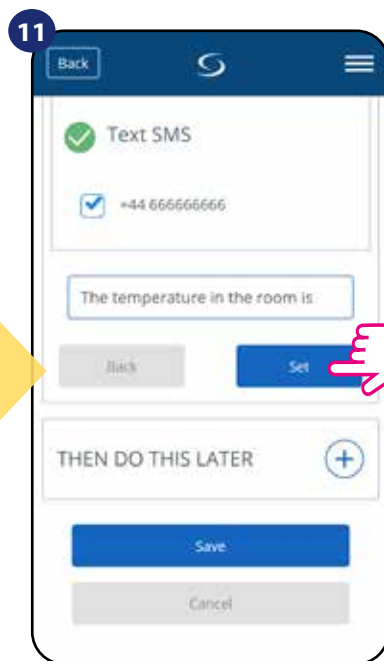 11
Back
Text SMS
+44 666666666
The temperature in the room is
Back
Set
THEN DO THIS LATER
Save
Cancel